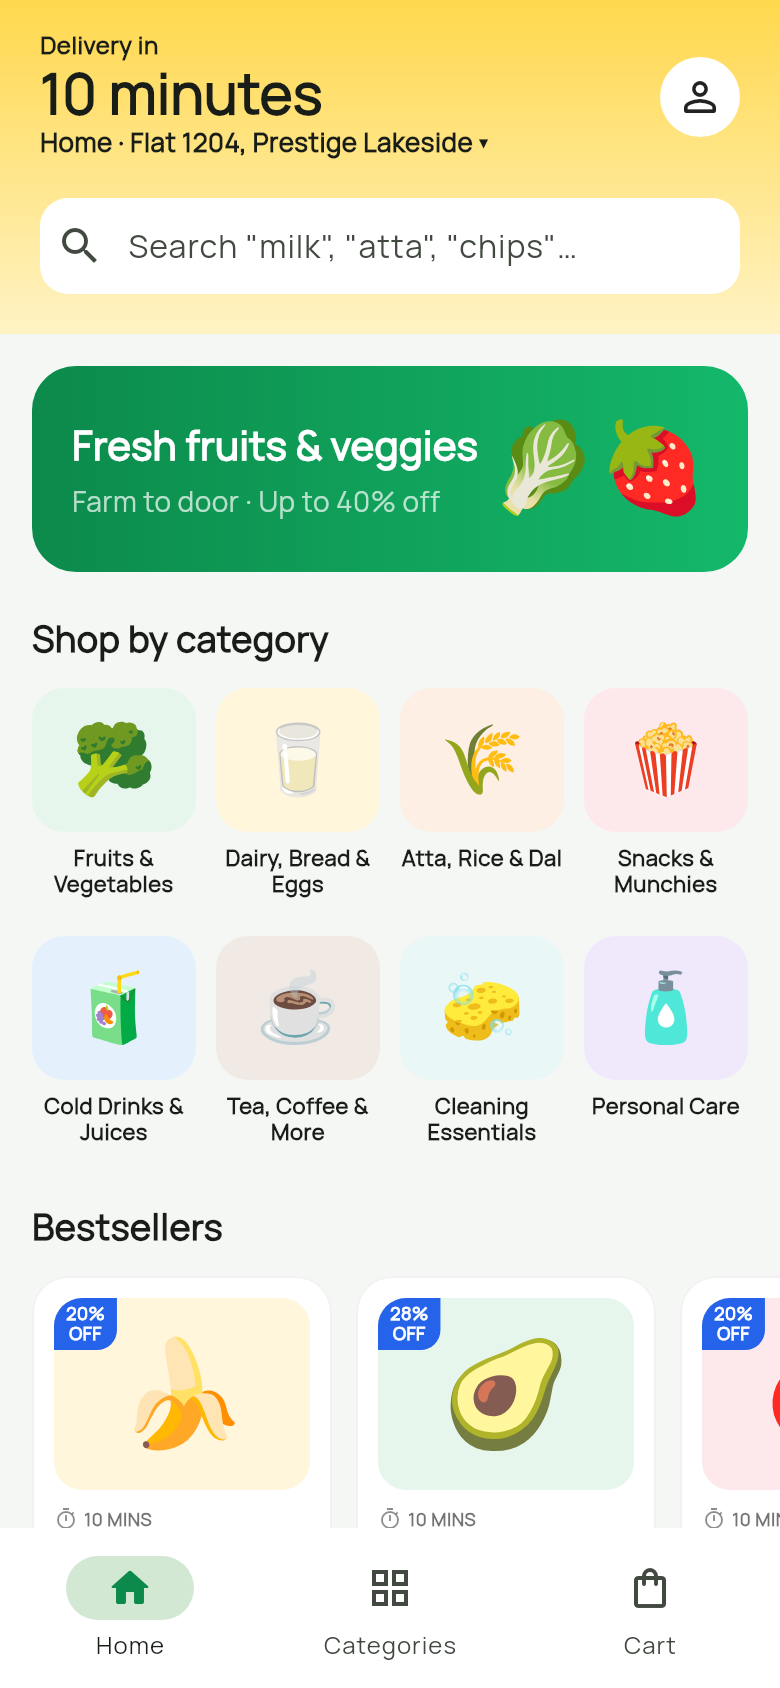 Delivery in
10 minutes
Home · Flat 1204, Prestige Lakeside ▾
Search "milk", "atta", "chips"...
Fresh fruits & veggies
Farm to door · Up to 40% off
Shop by category
Fruits & Vegetables
Dairy, Bread & Eggs
Atta, Rice & Dal
Snacks & Munchies
Cold Drinks & Juices
Tea, Coffee & More
Cleaning Essentials
Personal Care
Bestsellers
20% OFF
28% OFF
20% OFF
10 MINS
10 MINS
10 MIN
Home
Categories
Cart